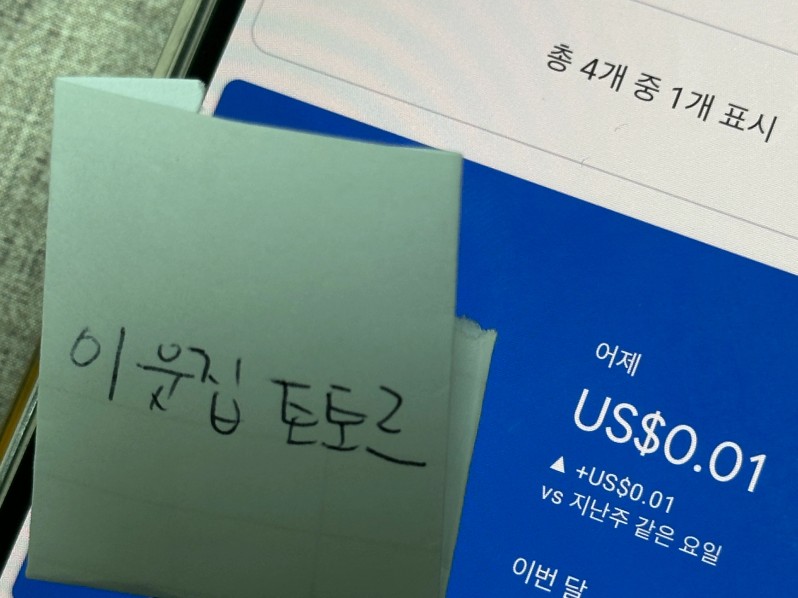 총 4개 중 1개 표시
이웃집 토토르
어제
US$0.01
▲ +US$0.01
vs 지난주 같은 요일
이번 달